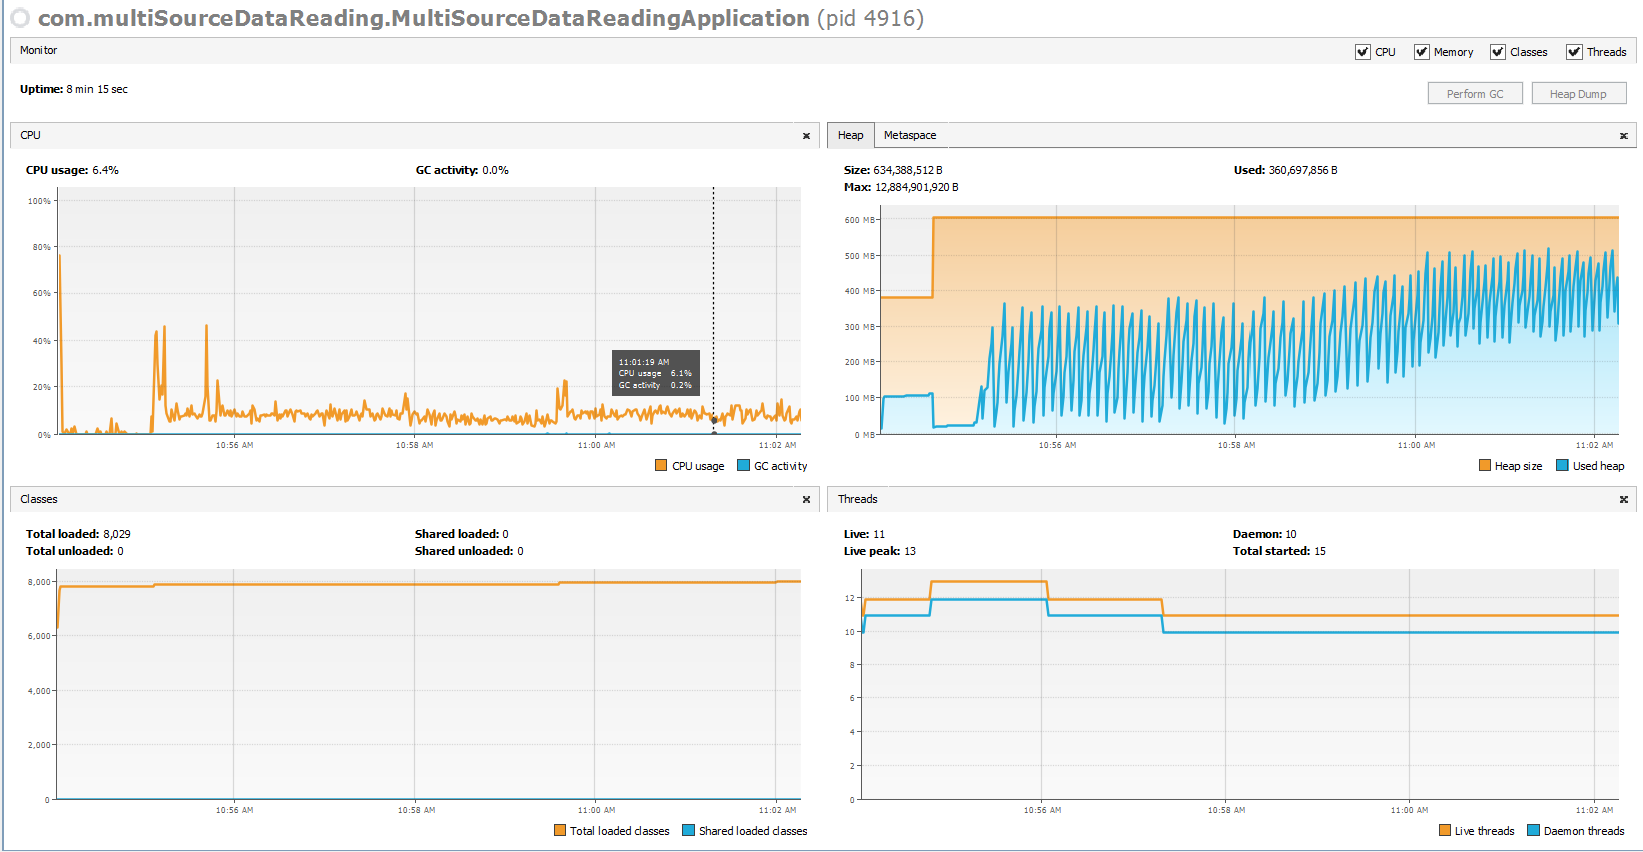 com.multiSourceDataReading.MultiSourceDataReadingApplication (pid 4916)
Monitor
CPU Memory Classes Threads
Uptime: 8 min 15 sec
Perform GC Heap Dump
CPU
CPU usage: 6.4% GC activity: 0.0%
100%
80%
60%
40%
20%
0%
11:01:19 AM
CPU usage 6.1%
GC activity 0.2%
10:56 AM 10:58 AM 11:00 AM 11:02 AM
CPU usage GC activity
Heap Metaspace
Size: 634,388,512 B Used: 360,697,856 B
Max: 12,884,901,920 B
600 MB
500 MB
400 MB
300 MB
200 MB
100 MB
0 MB
10:56 AM 10:58 AM 11:00 AM 11:02 AM
Heap size Used heap
Classes
Total loaded: 8,029 Shared loaded: 0
Total unloaded: 0 Shared unloaded: 0
8,000
6,000
4,000
2,000
0
10:56 AM 10:58 AM 11:00 AM 11:02 AM
Total loaded classes Shared loaded classes
Threads
Live: 11 Daemon: 10
Live peak: 13 Total started: 15
12
10
8
6
4
2
0
10:56 AM 10:58 AM 11:00 AM 11:02 AM
Live threads Daemon threads